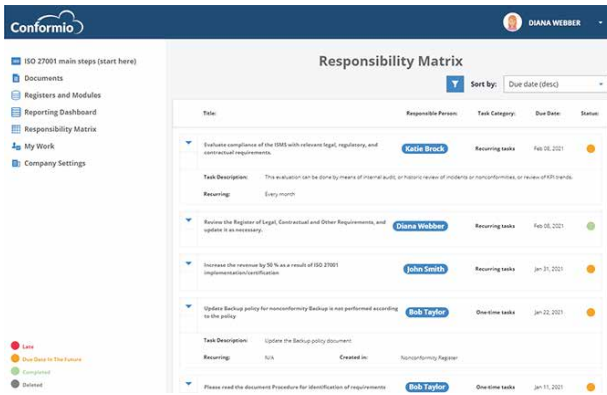 Conformio
DIANA WEBBER
ISO 27001 main steps (start here)
Documents
Registers and Modules
Reporting Dashboard
Responsibility Matrix
My Work
Company Settings
Late
Due Date In The Future
Completed
Deleted
Responsibility Matrix
Sort by: Due date (desc)
Title: Responsible Person: Task Category: Due Date: Status:
Evaluate compliance of the ISMS with relevant legal, regulatory, and
contractual requirements.
Katie Brock Recurring tasks Feb 08, 2021
Task Description: This evaluation can be done by means of internal audit, or historic review of incidents or nonconformities, or review of KPI trends.
Recurring: Every month
Review the Register of Legal, Contractual and Other Requirements, and
update it as necessary.
Diana Webber Recurring tasks Feb 08, 2021
Increase the revenue by 50 % as a result of ISO 27001
implementation/certification
John Smith Recurring tasks Jan 31, 2021
Update Backup policy for nonconformity Backup is not performed according
to the policy
Bob Taylor One-time tasks Jan 22, 2021
Task Description: Update the Backup policy document
Recurring: N/A Created in: Nonconformity Register
Please read the document Procedure for identification of requirements
Bob Taylor One-time tasks Jan 11, 2021